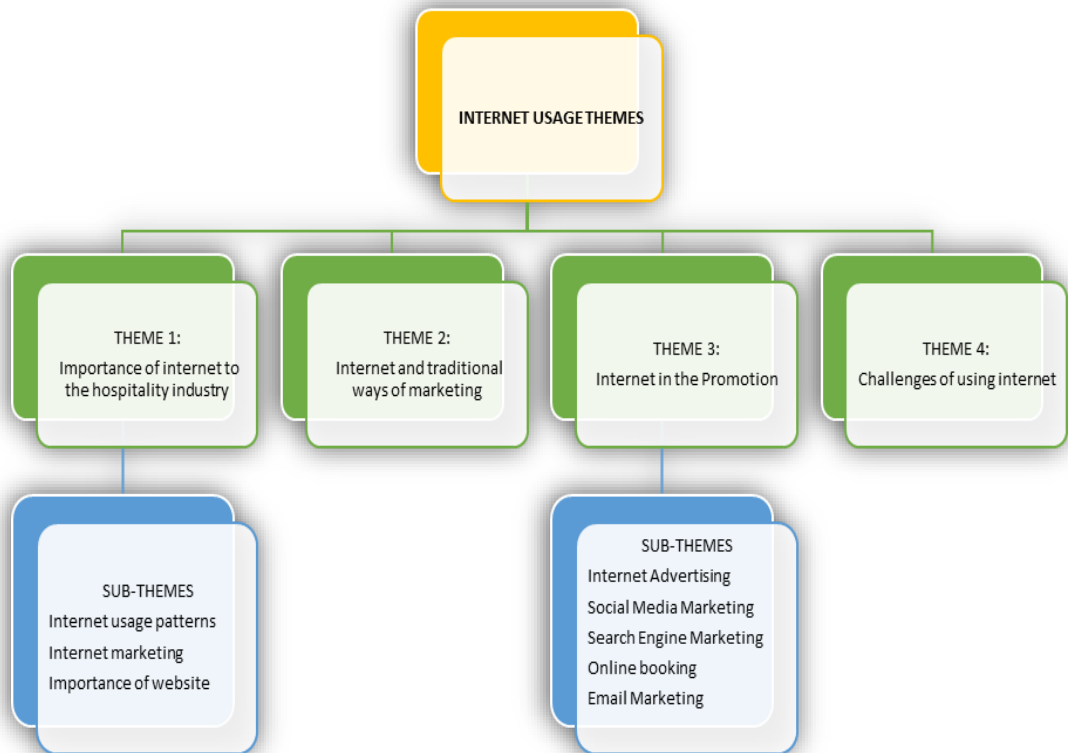 INTERNET USAGE THEMES
THEME 1:
Importance of internet to
the hospitality industry
THEME 2:
Internet and traditional
ways of marketing
THEME 3:
Internet in the Promotion
THEME 4:
Challenges of using internet
SUB-THEMES
Internet usage patterns
Internet marketing
Importance of website
SUB-THEMES
Internet Advertising
Social Media Marketing
Search Engine Marketing
Online booking
Email Marketing